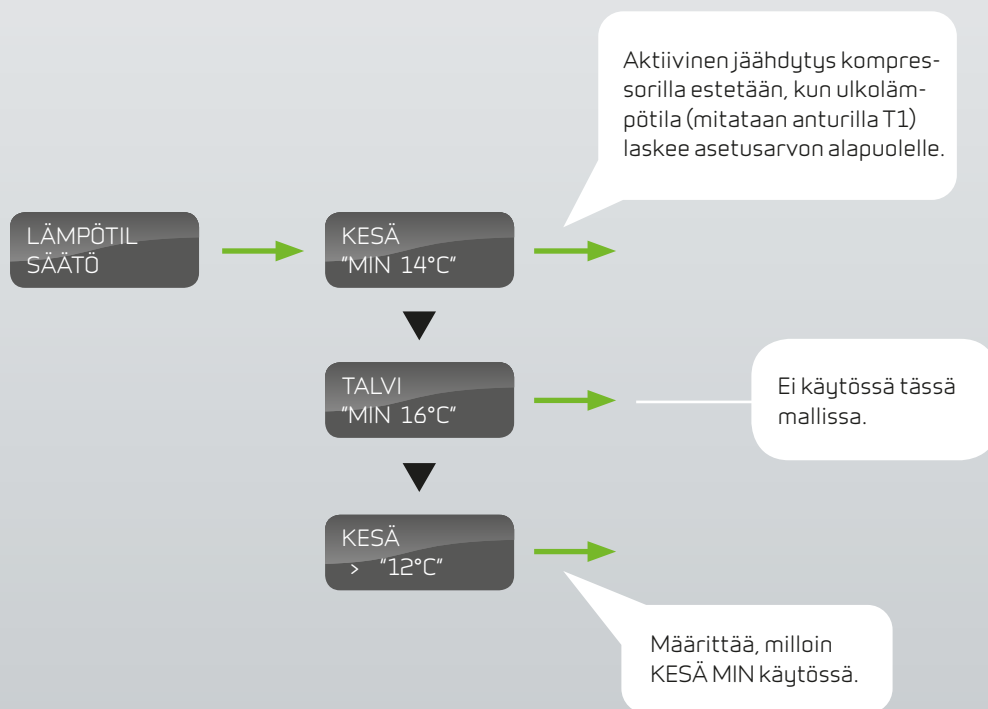 Aktiivinen jäähdytys kompres-
sorilla estetään, kun ulkoläm-
pötila (mitataan anturilla T1)
laskee asetusarvon alapuolelle.
LÄMPÖTIL
SÄÄTÖ
KESÄ
"MIN 14°C"
TALVI
"MIN 16°C"
Ei käytössä tässä
mallissa.
KESÄ
> "12°C"
Määrittää, milloin
KESÄ MIN käytössä.